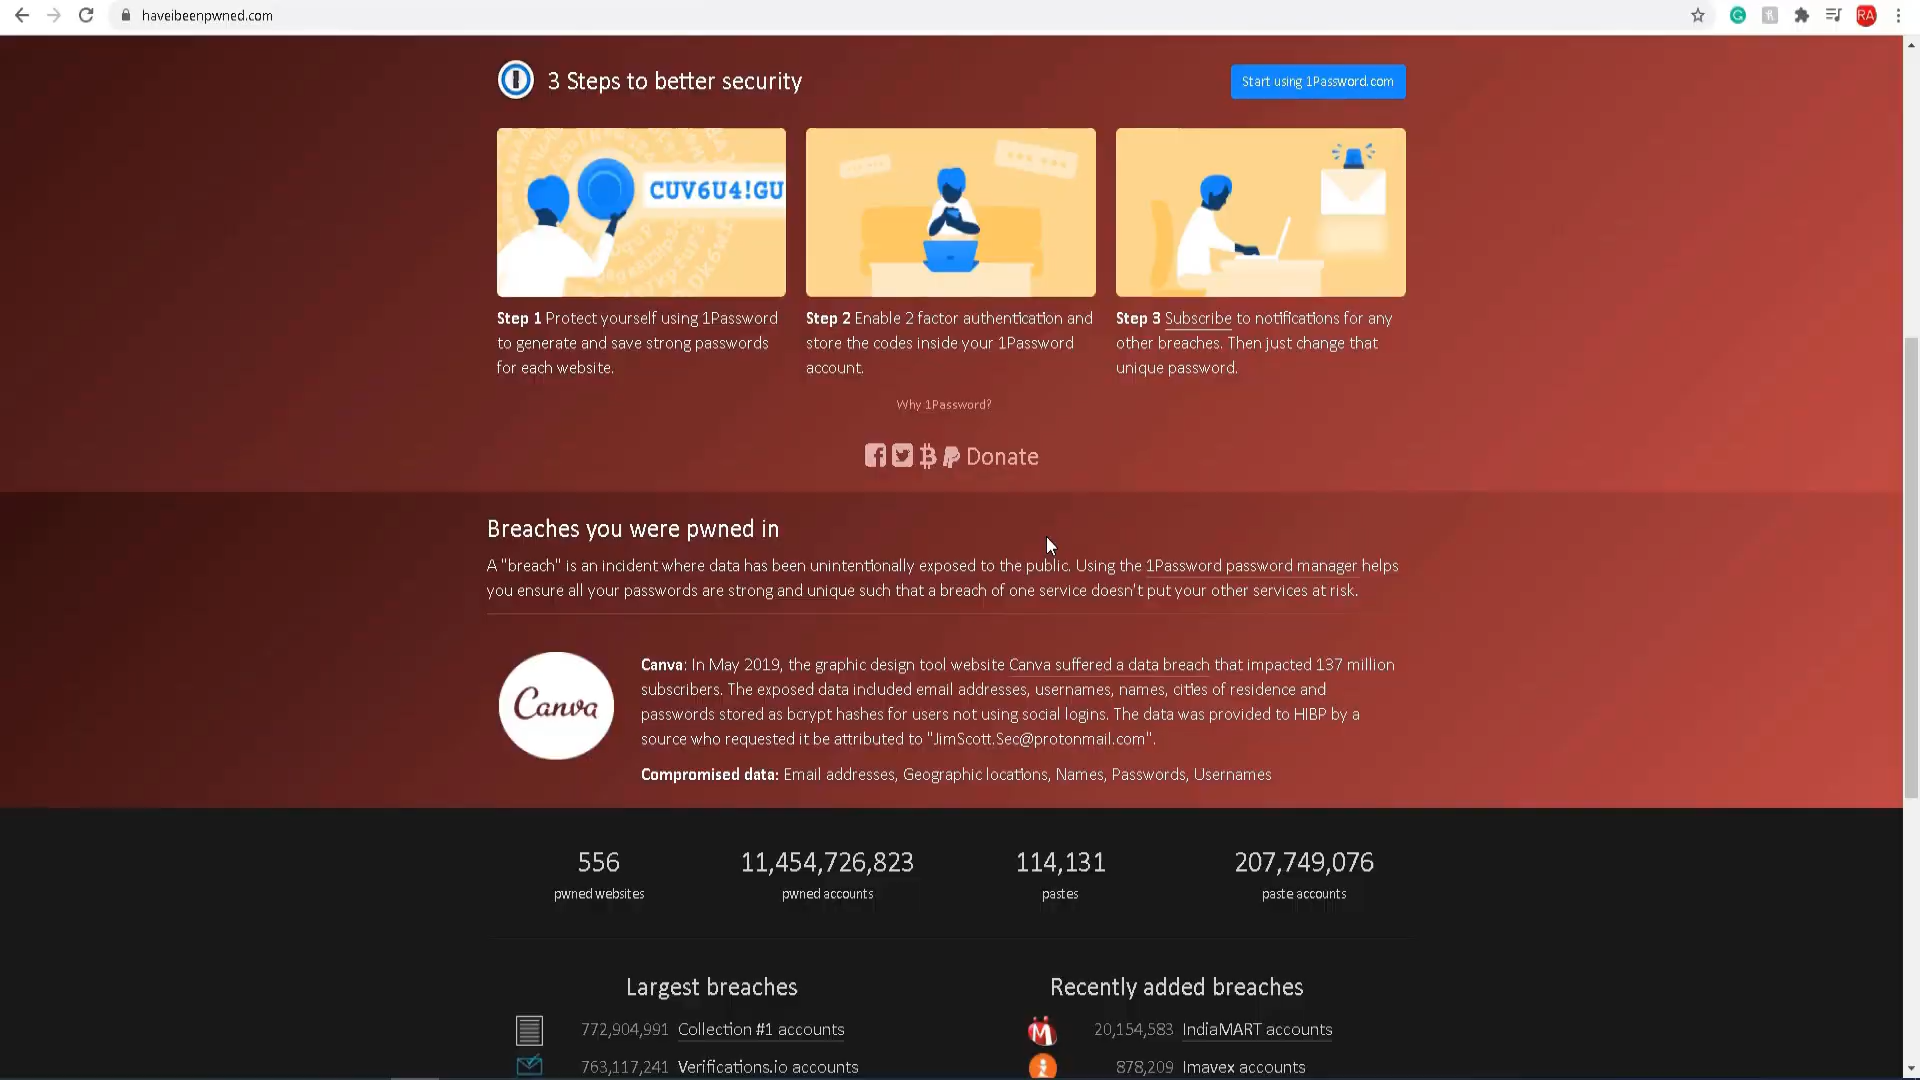 haveibeenpwned.com
RA
3 Steps to better security
Start using 1Password.com
CUV6U4!GU
Step 1 Protect yourself using 1Password
to generate and save strong passwords
for each website.
Step 2 Enable 2 factor authentication and
store the codes inside your 1Password
account.
Step 3 Subscribe to notifications for any
other breaches. Then just change that
unique password.
Why 1Password?
Donate
Breaches you were pwned in
A "breach" is an incident where data has been unintentionally exposed to the public. Using the 1Password password manager helps
you ensure all your passwords are strong and unique such that a breach of one service doesn't put your other services at risk.
Canva
Canva: In May 2019, the graphic design tool website Canva suffered a data breach that impacted 137 million
subscribers. The exposed data included email addresses, usernames, names, cities of residence and
passwords stored as bcrypt hashes for users not using social logins. The data was provided to HIBP by a
source who requested it be attributed to "JimScott.Sec@protonmail.com".
Compromised data: Email addresses, Geographic locations, Names, Passwords, Usernames
556
pwned websites
11,454,726,823
pwned accounts
114,131
pastes
207,749,076
paste accounts
Largest breaches
772,904,991 Collection #1 accounts
763,117,241 Verifications.io accounts
Recently added breaches
20,154,583 IndiaMART accounts
878,209 Imavex accounts